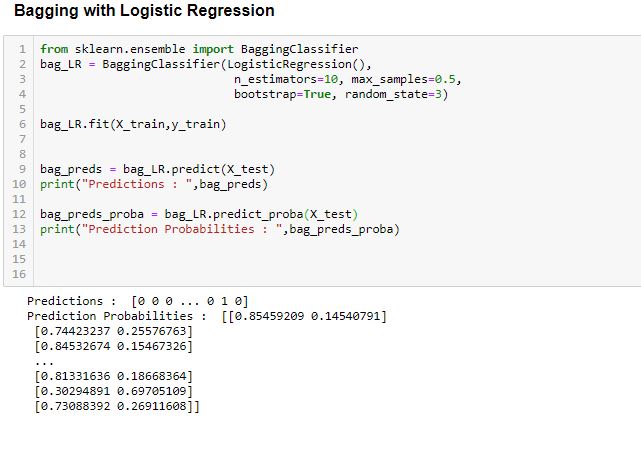 Bagging with Logistic Regression
1 from sklearn.ensemble import BaggingClassifier
2 bag_LR = BaggingClassifier(LogisticRegression(),
3                            n_estimators=10, max_samples=0.5,
4                            bootstrap=True, random_state=3)
5
6 bag_LR.fit(X_train,y_train)
7
8
9 bag_preds = bag_LR.predict(X_test)
10 print("Predictions : ",bag_preds)
11
12 bag_preds_proba = bag_LR.predict_proba(X_test)
13 print("Prediction Probabilities : ",bag_preds_proba)
14
15
16
Predictions :  [0 0 0 ... 0 1 0]
Prediction Probabilities :  [[0.85459209 0.14540791]
 [0.74423237 0.25576763]
 [0.84532674 0.15467326]
 ...
 [0.81331636 0.18668364]
 [0.30294891 0.69705109]
 [0.73088392 0.26911608]]